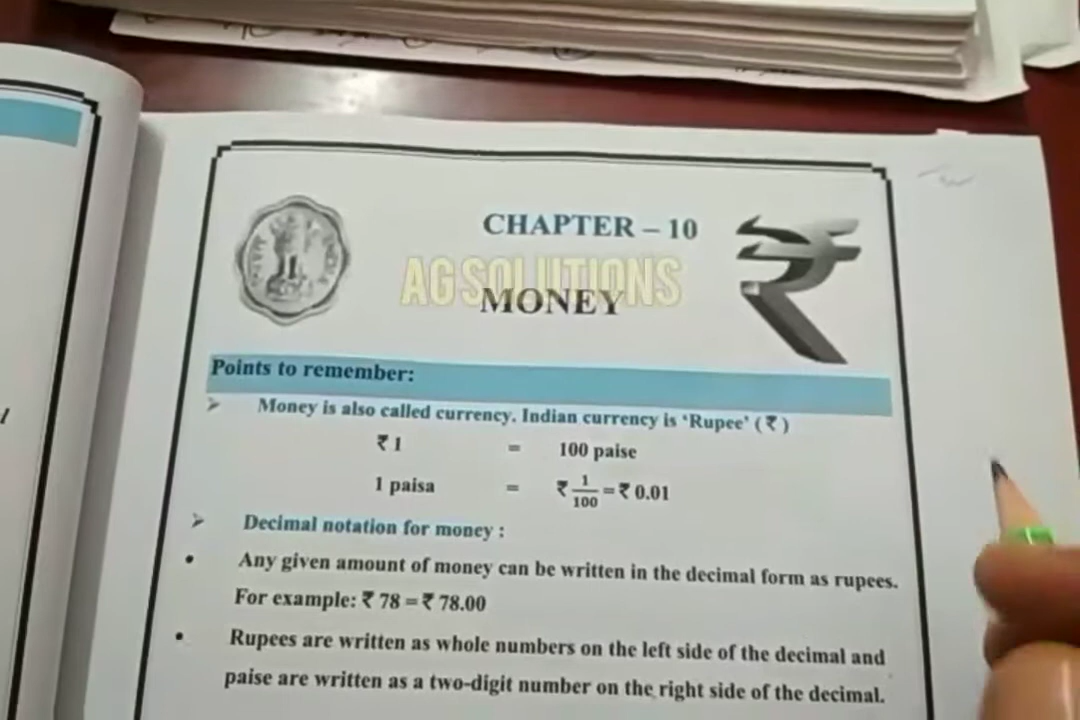 CHAPTER – 10
AG SOLUTIONS
MONEY
Points to remember:
➢ Money is also called currency. Indian currency is ‘Rupee’ (₹)
₹ 1 = 100 paise
1 paisa = ₹ 1/100 = ₹ 0.01
➢ Decimal notation for money :
• Any given amount of money can be written in the decimal form as rupees.
For example: ₹ 78 = ₹ 78.00
• Rupees are written as whole numbers on the left side of the decimal and
paise are written as a two-digit number on the right side of the decimal.